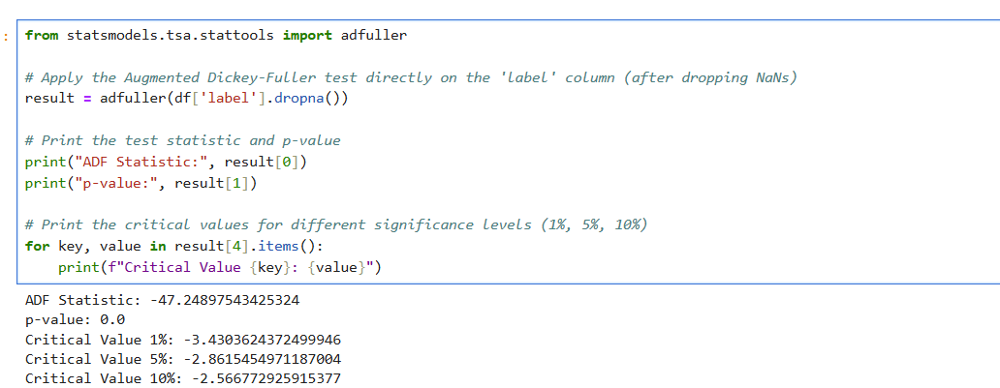 :
from statsmodels.tsa.stattools import adfuller
# Apply the Augmented Dickey-Fuller test directly on the 'label' column (after dropping NaNs)
result = adfuller(df['label'].dropna())
# Print the test statistic and p-value
print("ADF Statistic:", result[0])
print("p-value:", result[1])
# Print the critical values for different significance levels (1%, 5%, 10%)
for key, value in result[4].items():
    print(f"Critical Value {key}: {value}")
ADF Statistic: -47.24897543425324
p-value: 0.0
Critical Value 1%: -3.4303624372499946
Critical Value 5%: -2.8615454971187004
Critical Value 10%: -2.566772925915377